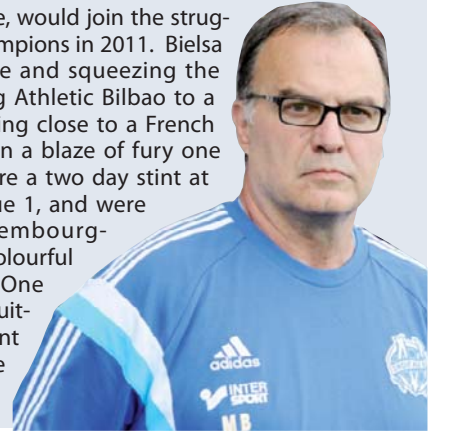 e, would join the strug-
mpions in 2011. Bielsa
e and squeezing the
g Athletic Bilbao to a
ing close to a French
n a blaze of fury one
re a two day stint at
ue 1, and were
embourg-
olourful
One
uit-
nt
e
adidas
INTER
SPORT
M B